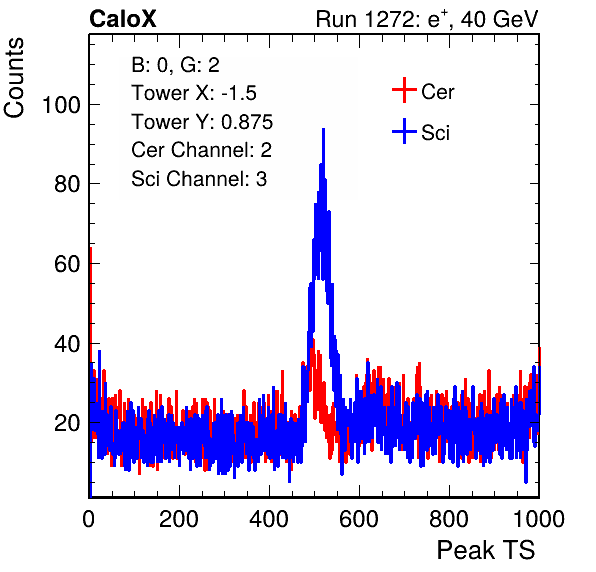 CaloX Run 1272: e⁺, 40 GeV
Counts
B: 0, G: 2
Tower X: -1.5
Tower Y: 0.875
Cer Channel: 2
Sci Channel: 3
Cer
Sci
100
80
60
40
20
0 200 400 600 800 1000
Peak TS